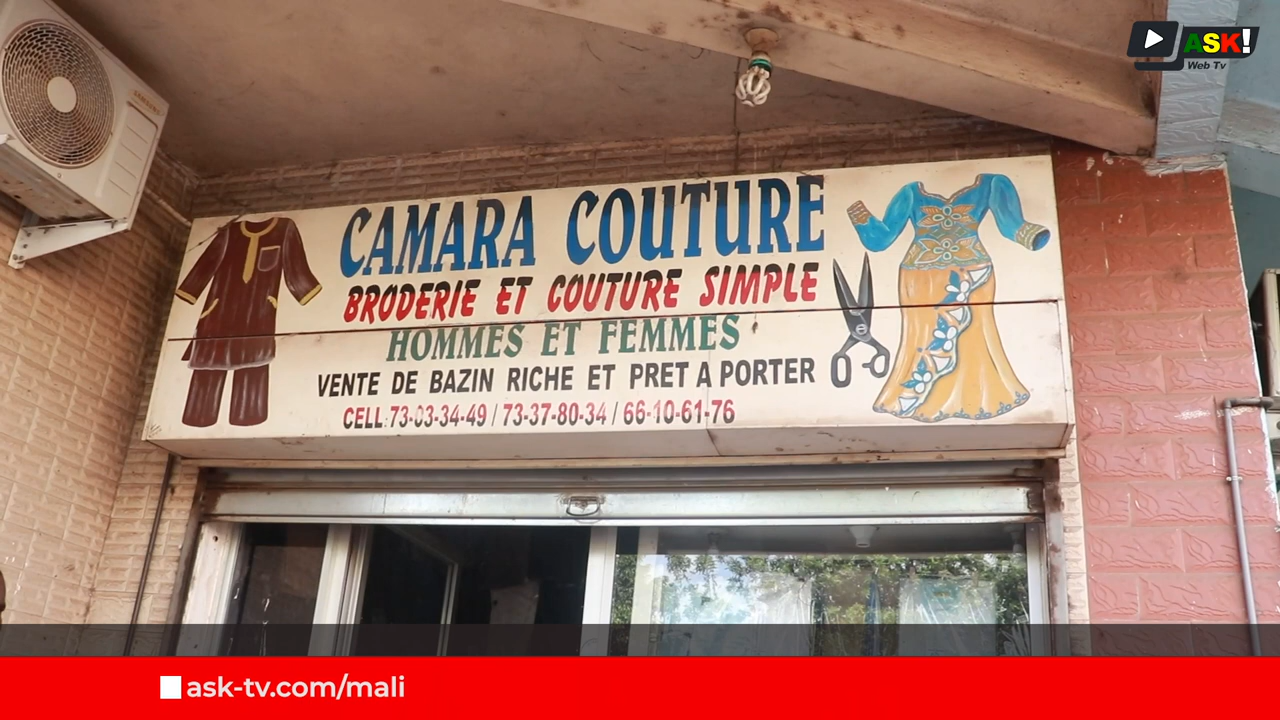 ASK!
Web Tv
SAMSUNG
CAMARA COUTURE
BRODERIE ET COUTURE SIMPLE
HOMMES ET FEMMES
VENTE DE BAZIN RICHE ET PRET A PORTER
CELL:73-03-34-49 / 73-37-80-34 / 66-10-61-76
ask-tv.com/mali